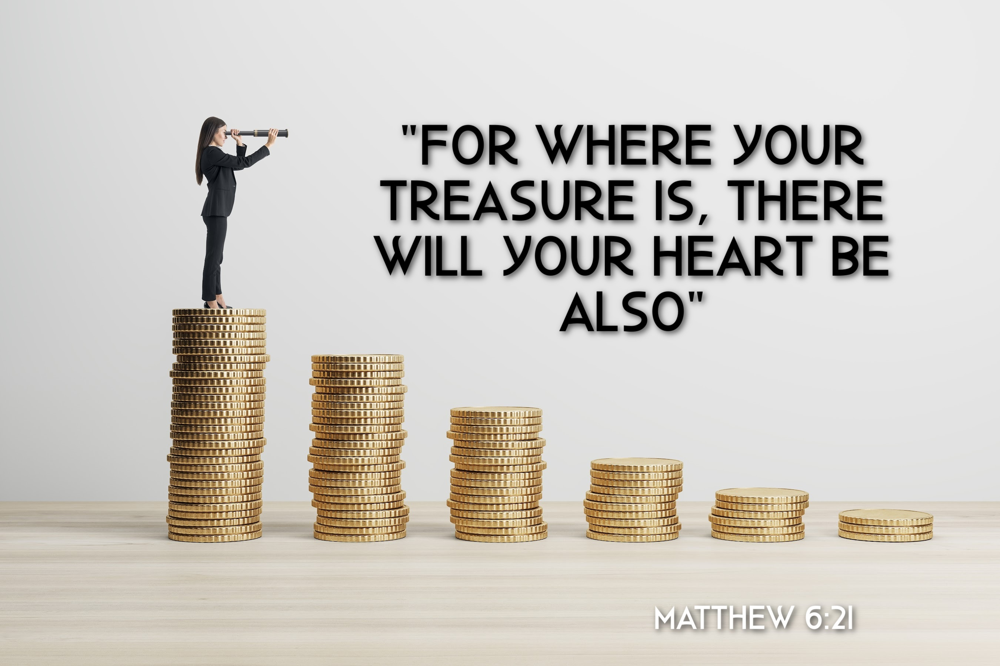 "FOR WHERE YOUR
TREASURE IS, THERE
WILL YOUR HEART BE
ALSO"
MATTHEW 6:21